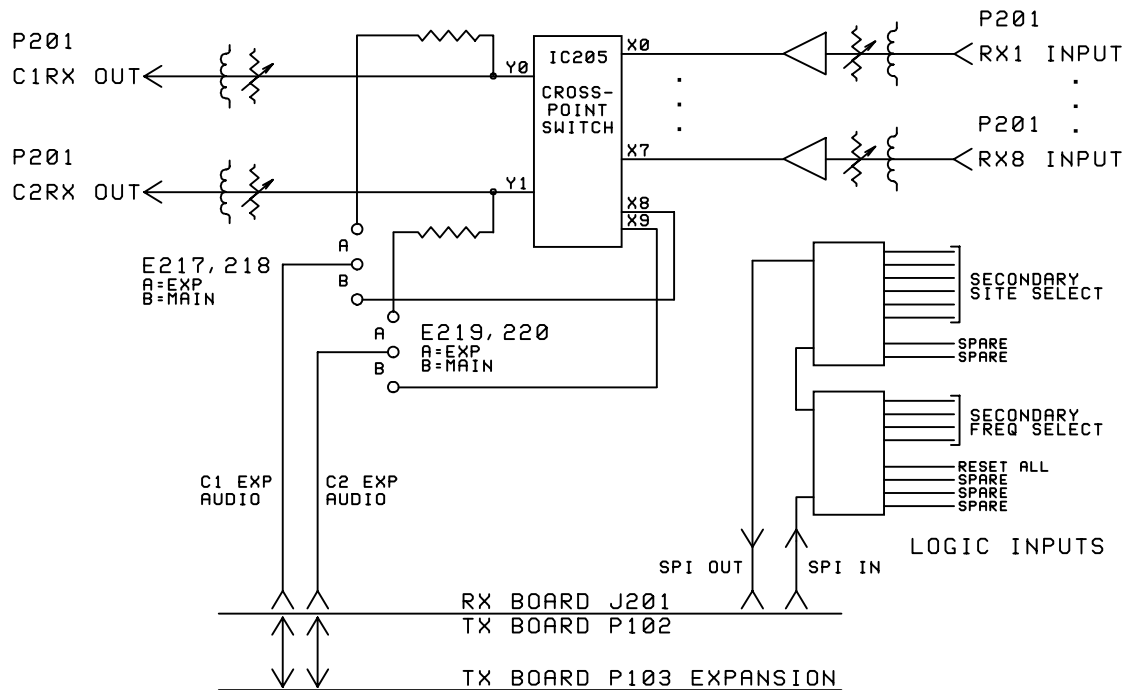 P201
C1RX OUT
P201
C2RX OUT
Y0
Y1
IC205
CROSS-
POINT
SWITCH
X0
X7
X8
X9
P201
RX1 INPUT
P201
RX8 INPUT
A
B
E217,218
A=EXP
B=MAIN
A
B
E219,220
A=EXP
B=MAIN
SECONDARY
SITE SELECT
SPARE
SPARE
SECONDARY
FREQ SELECT
RESET ALL
SPARE
SPARE
SPARE
LOGIC INPUTS
C1 EXP
AUDIO
C2 EXP
AUDIO
SPI OUT
SPI IN
RX BOARD J201
TX BOARD P102
TX BOARD P103 EXPANSION